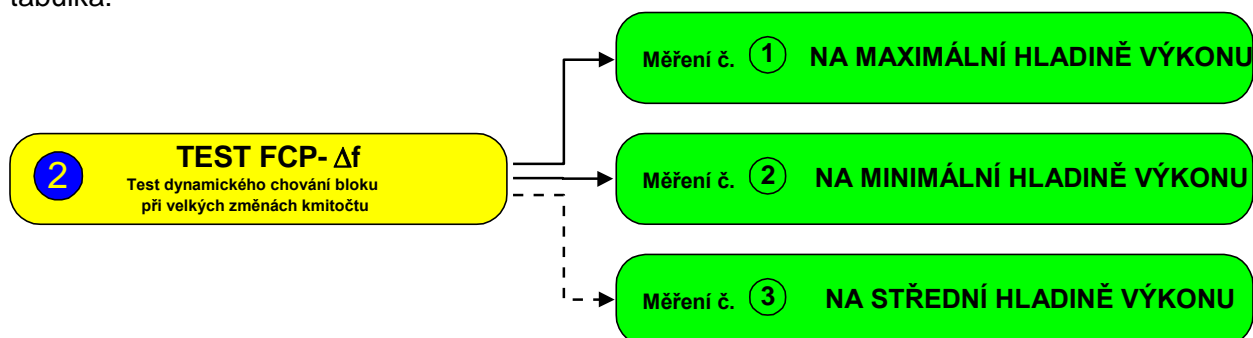 tabulka:
Měření č. 1 NA MAXIMÁLNÍ HLADINĚ VÝKONU
2 TEST FCP- Δf
Test dynamického chování bloku
při velkých změnách kmitočtu
Měření č. 2 NA MINIMÁLNÍ HLADINĚ VÝKONU
Měření č. 3 NA STŘEDNÍ HLADINĚ VÝKONU